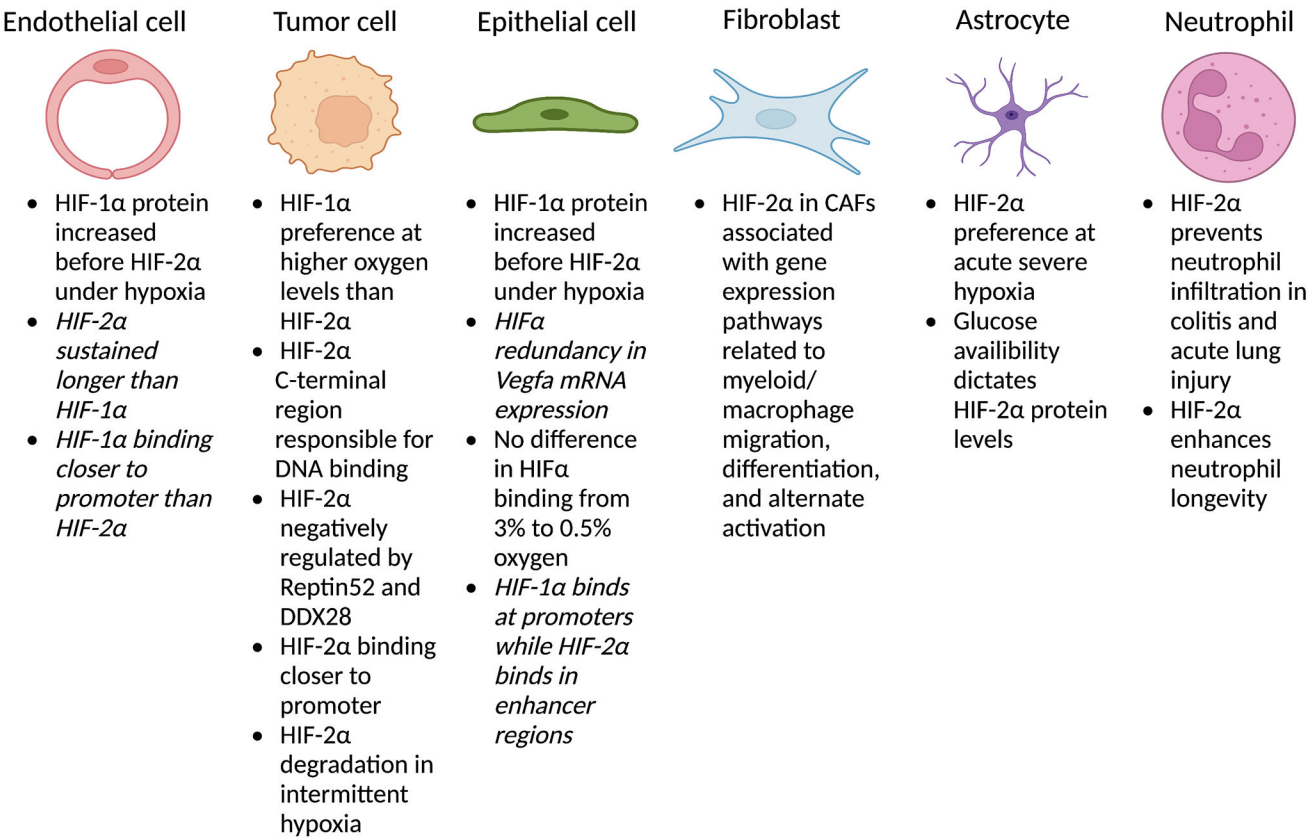 Endothelial cell
Tumor cell
Epithelial cell
Fibroblast
Astrocyte
Neutrophil
• HIF-1α protein
increased
before HIF-2α
under hypoxia
• HIF-2α
sustained
longer than
HIF-1α
• HIF-1α binding
closer to
promoter than
HIF-2α
• HIF-1α
preference at
higher oxygen
levels than
HIF-2α
• HIF-2α
C-terminal
region
responsible for
DNA binding
• HIF-2α
negatively
regulated by
Reptin52 and
DDX28
• HIF-2α binding
closer to
promoter
• HIF-2α
degradation in
intermittent
hypoxia
• HIF-1α protein
increased
before HIF-2α
under hypoxia
• HIFα
redundancy in
Vegfa mRNA
expression
• No difference
in HIFα
binding from
3% to 0.5%
oxygen
• HIF-1α binds
at promoters
while HIF-2α
binds in
enhancer
regions
• HIF-2α in CAFs
associated
with gene
expression
pathways
related to
myeloid/
macrophage
migration,
differentiation,
and alternate
activation
• HIF-2α
preference at
acute severe
hypoxia
• Glucose
availibility
dictates
HIF-2α protein
levels
• HIF-2α
prevents
neutrophil
infiltration in
colitis and
acute lung
injury
• HIF-2α
enhances
neutrophil
longevity